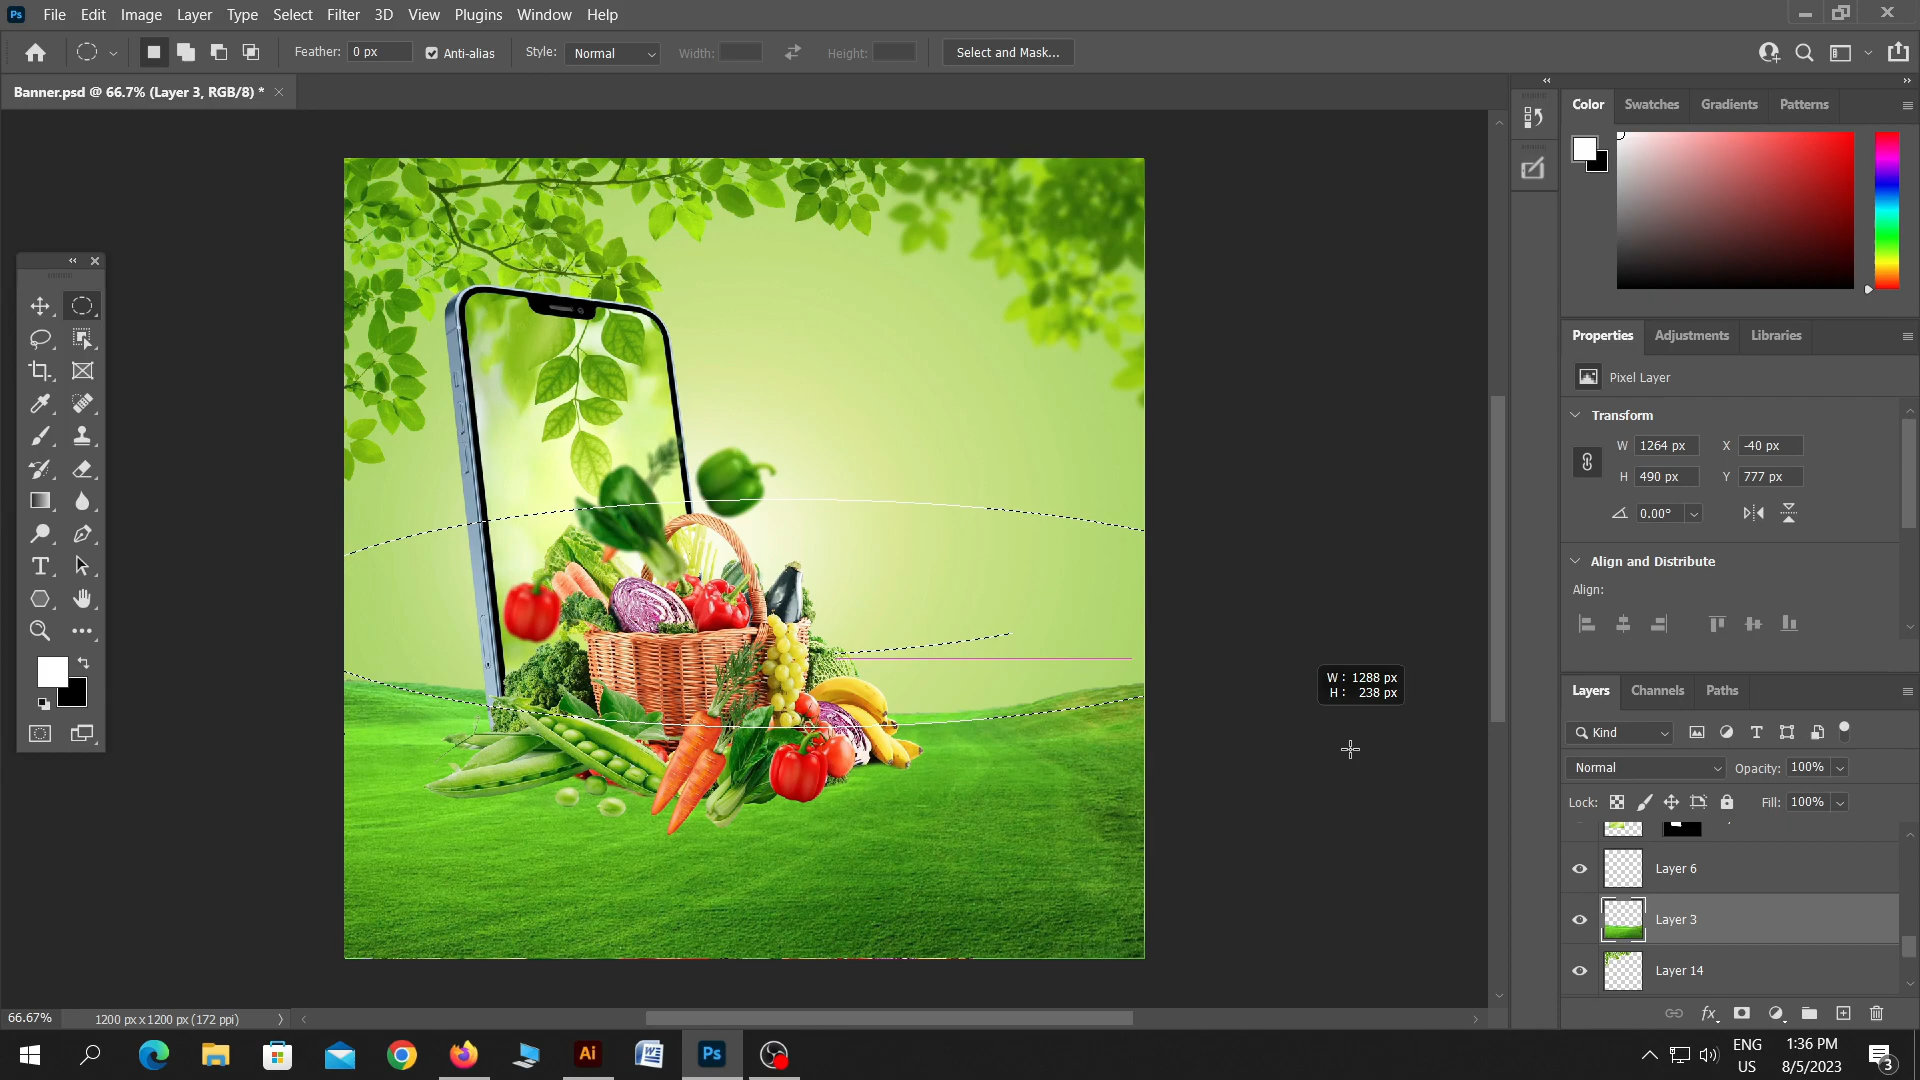 Ps File Edit Image Layer Type Select Filter 3D View Plugins Window Help
Feather: 0 px Anti-alias Style: Normal Width: Height: Select and Mask...
Banner.psd @ 66.7% (Layer 3, RGB/8) *
Color Swatches Gradients Patterns
Properties Adjustments Libraries
Pixel Layer
Transform
W 1264 px X -40 px
H 490 px Y 777 px
0.00°
Align and Distribute
Align:
W: 1288 px
H: 238 px
Layers Channels Paths
Kind
Normal Opacity: 100%
Lock: Fill: 100%
Layer 6
Layer 3
Layer 14
66.67% 1200 px x 1200 px (172 ppi)
Ai Ps
ENG
US
1:36 PM
8/5/2023
3